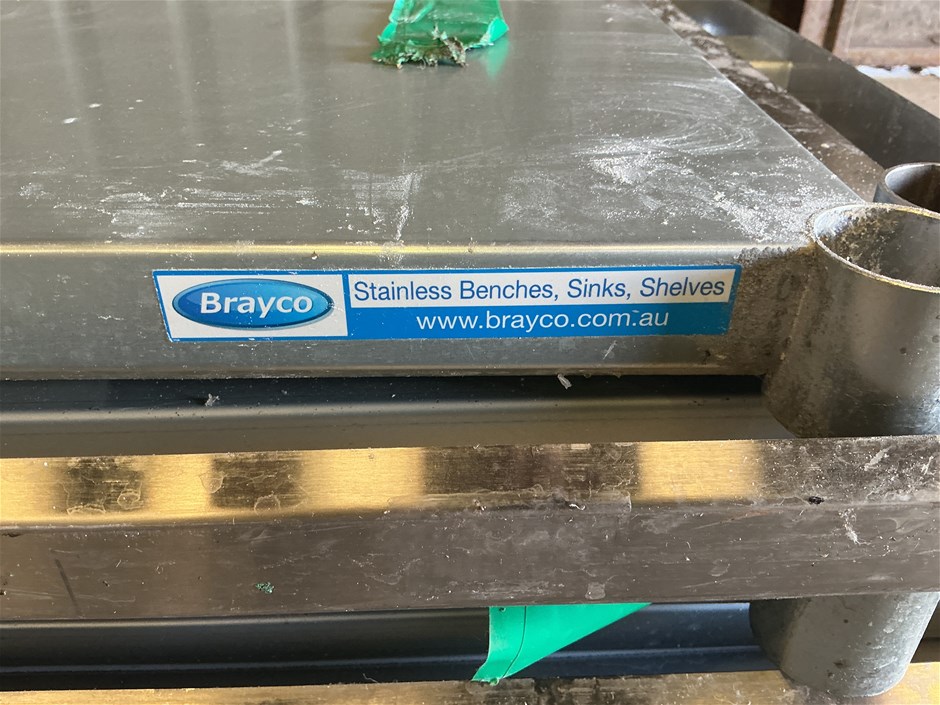 Brayco
Stainless Benches, Sinks, Shelves
www.brayco.com.au